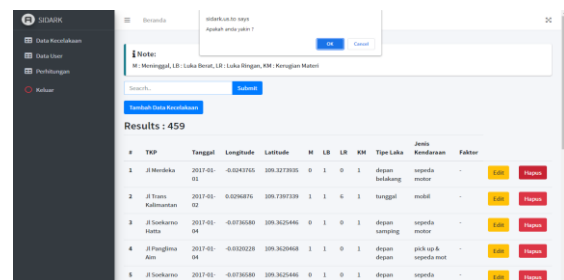 SIDARK
Beranda
sidark.us.to says
Apakah anda yakin ?
OK
Cancel
Data Kecelakaan
Data User
Perhitungan
Keluar
Note:
M : Meninggal, LB : Luka Berat, LR : Luka Ringan, KM : Kerugian Materi
Search..
Submit
Tambah Data Kecelakaan
Results : 459
# TKP Tanggal Longitude Latitude M LB LR KM Tipe Laka Jenis Kendaraan Faktor
1 Jl Merdeka 2017-01-01 -0.0243765 109.3273935 0 1 0 1 depan belakang sepeda motor - Edit Hapus
2 Jl Trans Kalimantan 2017-01-02 0.0296876 109.7397339 1 1 6 1 tunggal mobil - Edit Hapus
3 Jl Soekarno Hatta 2017-01-04 -0.0736580 109.3625446 0 1 0 1 depan samping sepeda motor - Edit Hapus
4 Jl Panglima Aim 2017-01-04 -0.0320228 109.3620468 1 1 0 1 depan depan pick up & sepeda mot - Edit Hapus
5 Jl Soekarno 2017-01- -0.0736580 109.3625446 0 1 0 1 depan sepeda - Edit Hapus